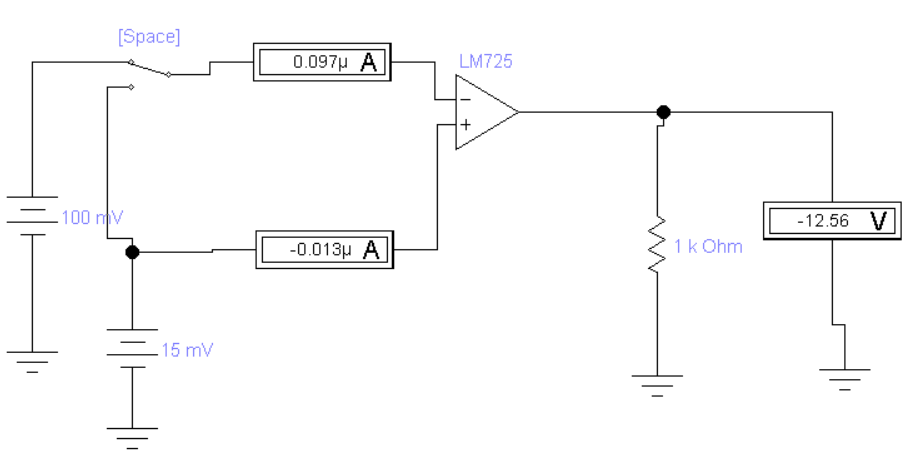 [Space]
0.097µ A
LM725
100 mV
-12.56 V
-0.013µ A
1 k Ohm
15 mV